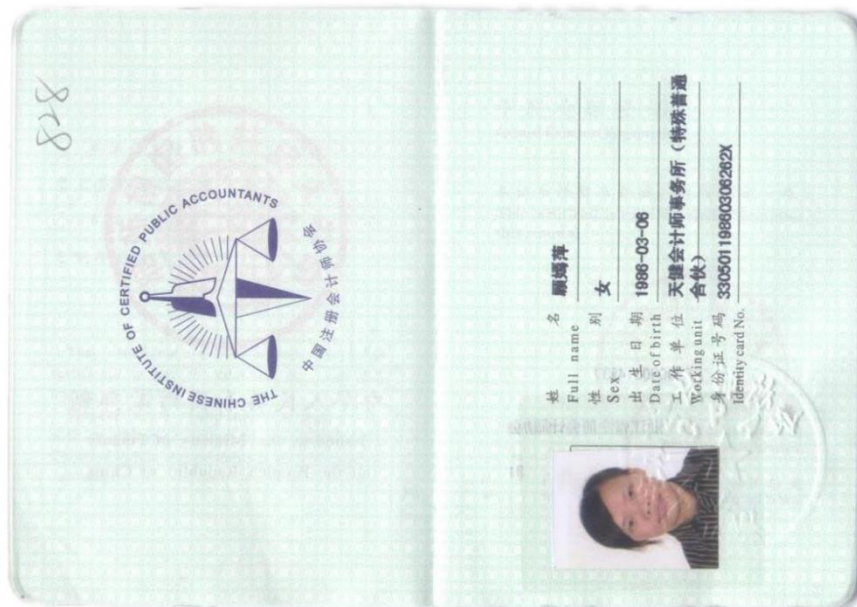 828
THE CHINESE INSTITUTE OF CERTIFIED PUBLIC ACCOUNTANTS
中国注册会计师协会
姓 名 顾嫣萍
Full name
性 别 女
Sex
出 生 日 期 1986-03-06
Date of birth
工 作 单 位 天健会计师事务所（特殊普通
Working unit 合伙）
身份证号码 33050119860306262X
Identity card No.